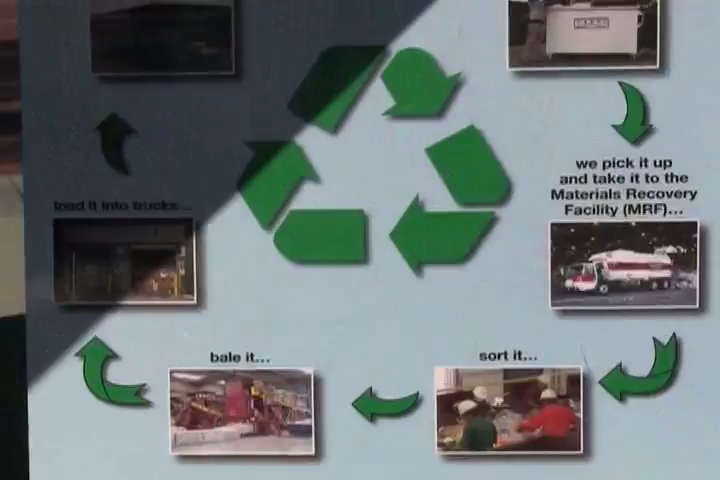 we pick it up
and take it to the
Materials Recovery
Facility (MRF)...
load it into trucks...
bale it...
sort it...